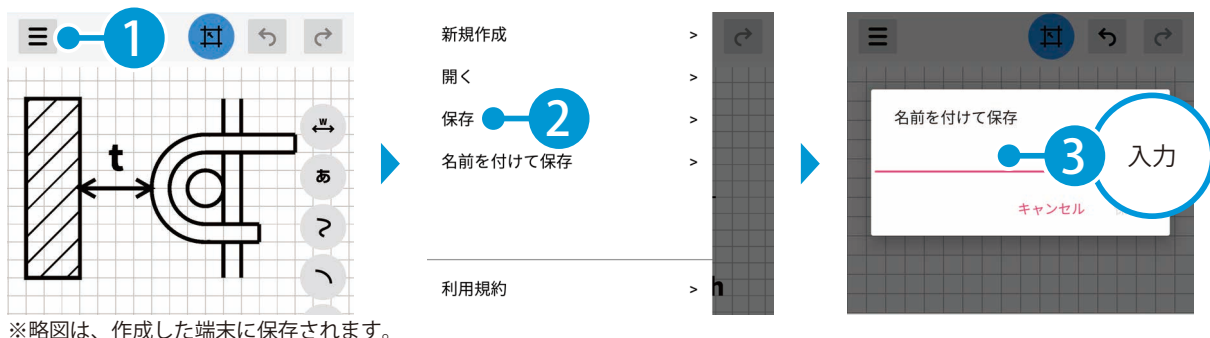 1
t
w
あ
※略図は、作成した端末に保存されます。
新規作成 >
開く >
保存 2 >
名前を付けて保存 >
利用規約 >
h
名前を付けて保存
3 入力
キャンセル